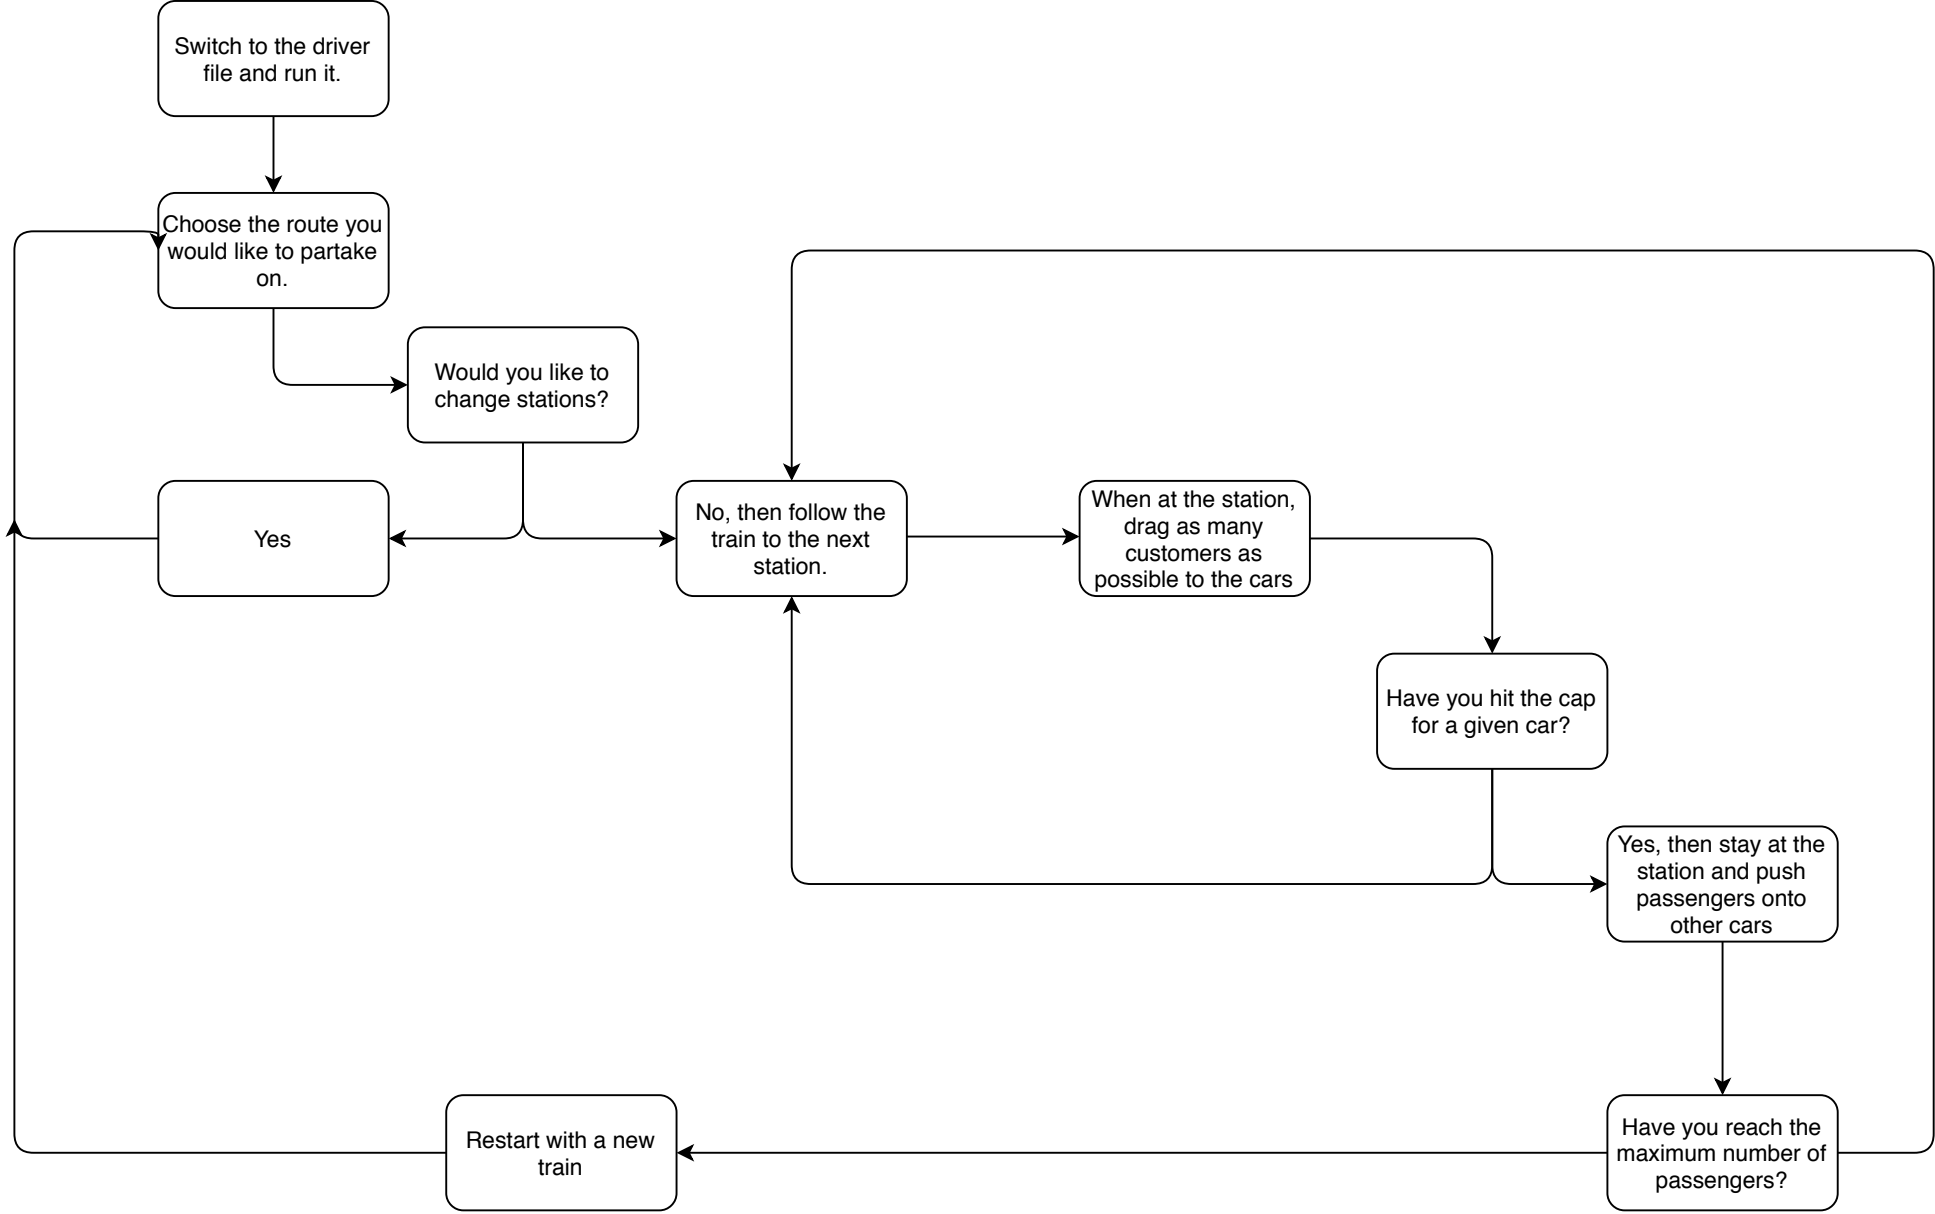 Switch to the driver
file and run it.
Choose the route you
would like to partake
on.
Would you like to
change stations?
Yes
No, then follow the
train to the next
station.
When at the station,
drag as many
customers as
possible to the cars
Have you hit the cap
for a given car?
Yes, then stay at the
station and push
passengers onto
other cars
Restart with a new
train
Have you reach the
maximum number of
passengers?